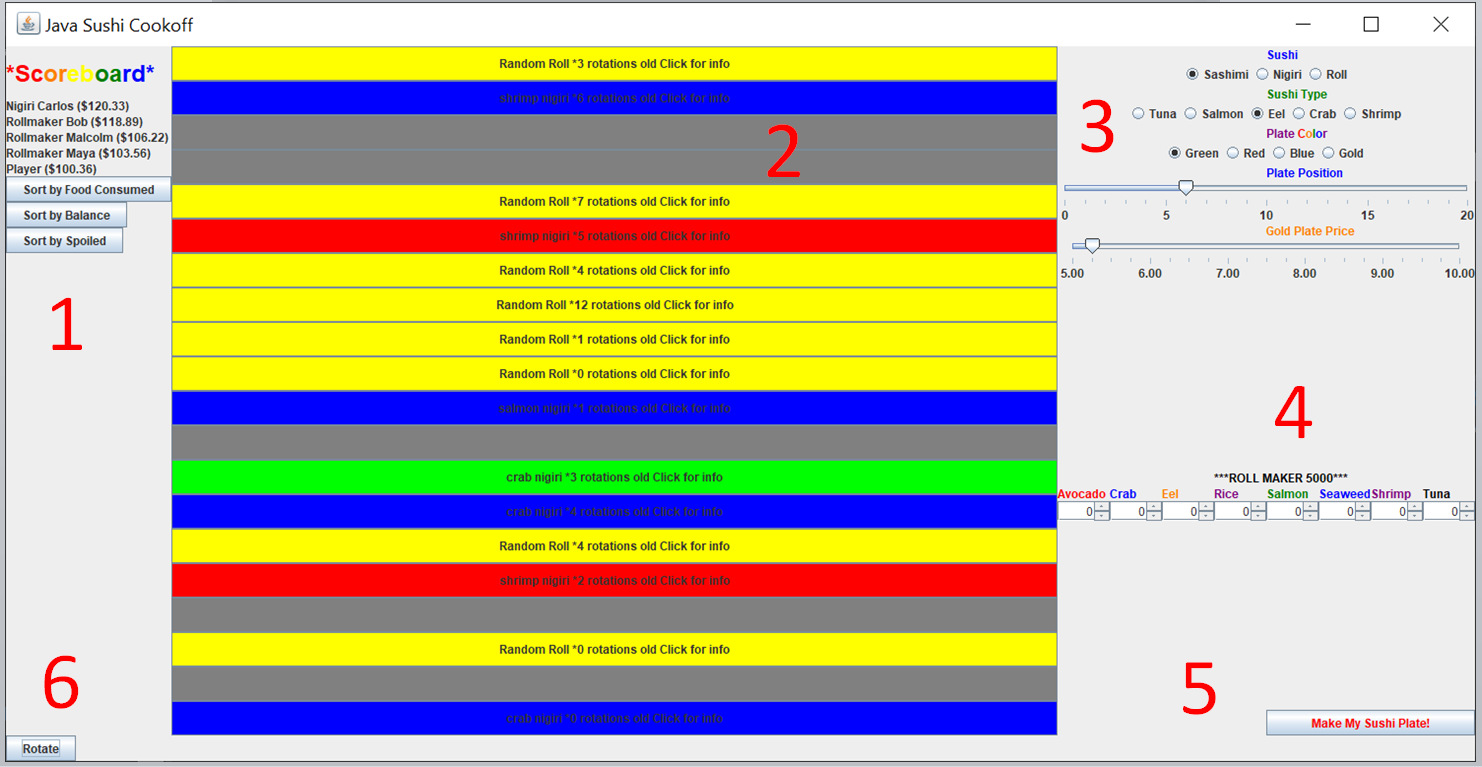 Java Sushi Cookoff
*Scoreboard*
Nigiri Carlos ($120.33)
Rollmaker Bob ($118.89)
Rollmaker Malcolm ($106.22)
Rollmaker Maya ($103.56)
Player ($100.36)
Sort by Food Consumed
Sort by Balance
Sort by Spoiled
1
6
Rotate
Random Roll *3 rotations old Click for info
shrimp nigiri *6 rotations old Click for info
2
Random Roll *7 rotations old Click for info
shrimp nigiri *5 rotations old Click for info
Random Roll *4 rotations old Click for info
Random Roll *12 rotations old Click for info
Random Roll *1 rotations old Click for info
Random Roll *0 rotations old Click for info
salmon nigiri *1 rotations old Click for info
crab nigiri *3 rotations old Click for info
crab nigiri *4 rotations old Click for info
Random Roll *4 rotations old Click for info
shrimp nigiri *2 rotations old Click for info
Random Roll *0 rotations old Click for info
crab nigiri *0 rotations old Click for info
Sushi
Sashimi Nigiri Roll
Sushi Type
3
Tuna Salmon Eel Crab Shrimp
Plate Color
Green Red Blue Gold
Plate Position
0 5 10 15 20
Gold Plate Price
5.00 6.00 7.00 8.00 9.00 10.00
4
***ROLL MAKER 5000***
Avocado Crab Eel Rice Salmon Seaweed Shrimp Tuna
0 0 0 0 0 0 0 0
5
Make My Sushi Plate!